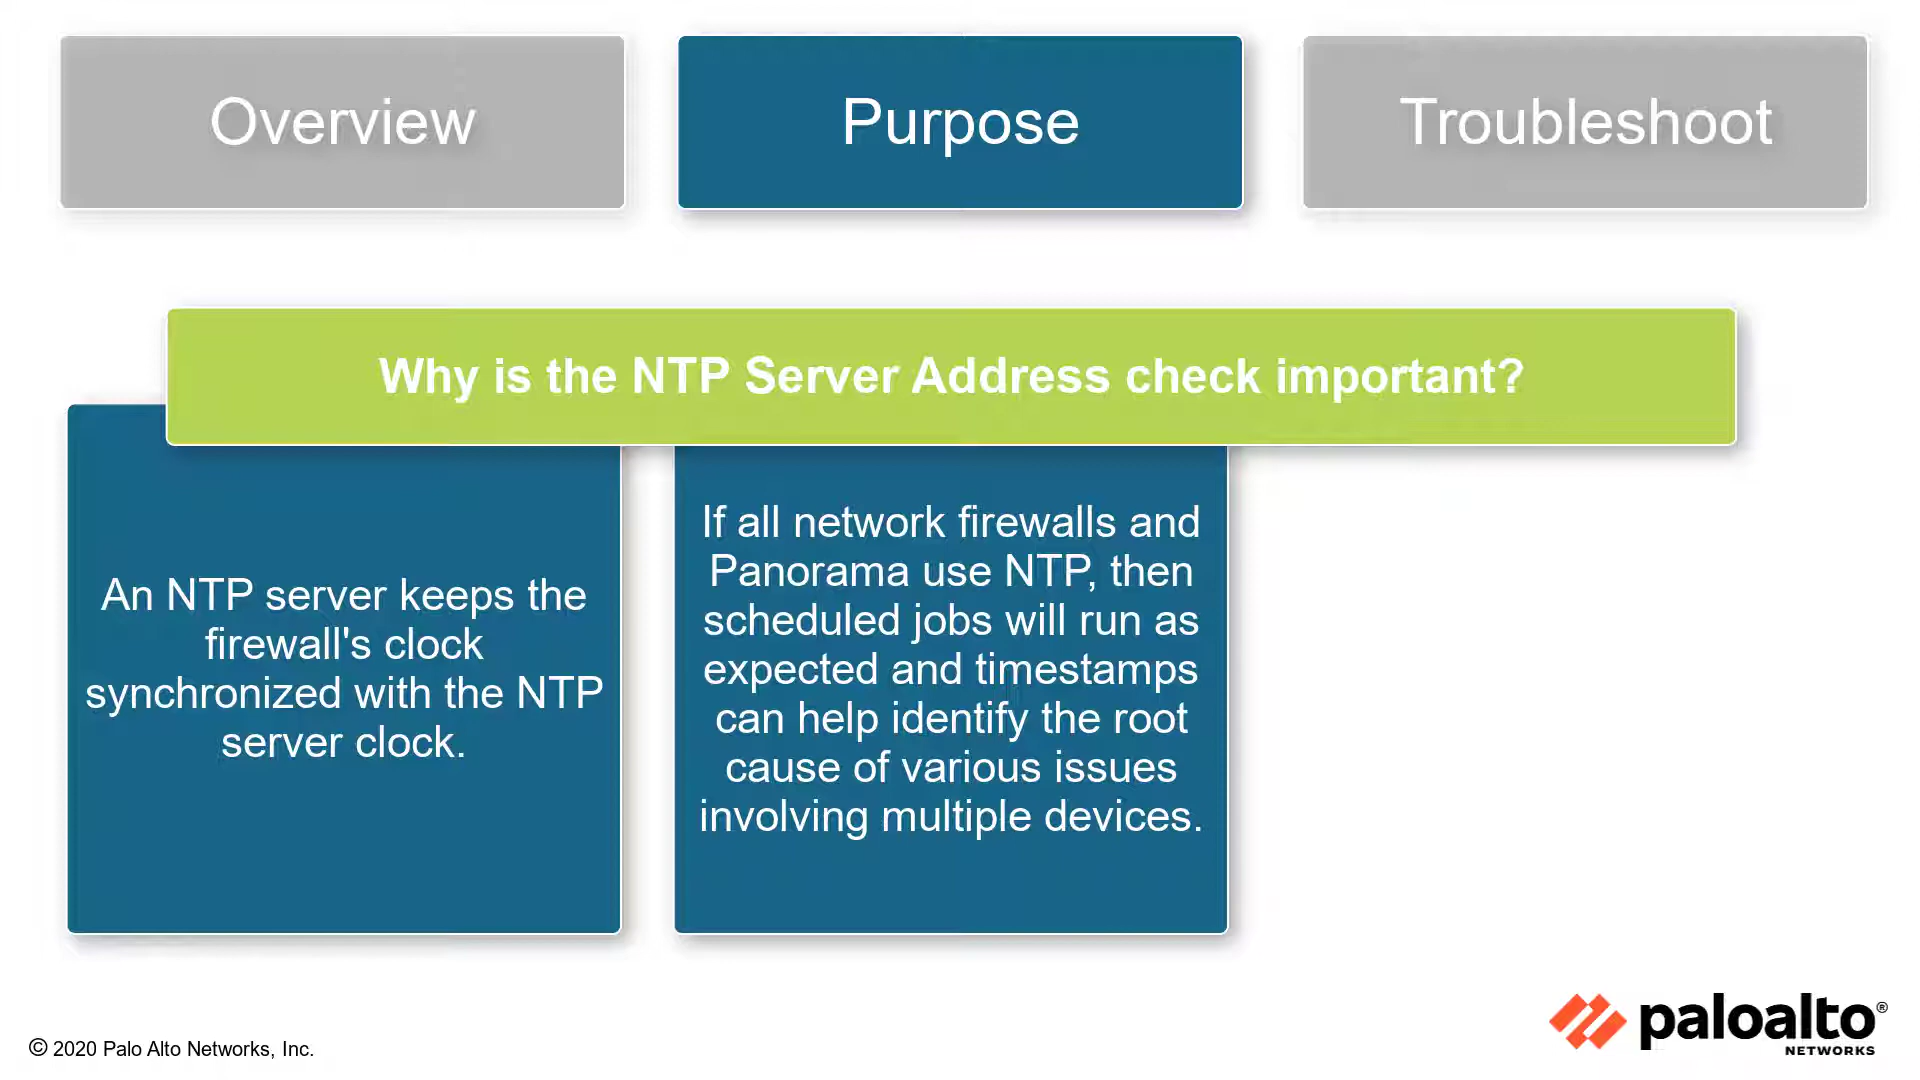 Overview
Purpose
Troubleshoot
Why is the NTP Server Address check important?
An NTP server keeps the
firewall's clock
synchronized with the NTP
server clock.
If all network firewalls and
Panorama use NTP, then
scheduled jobs will run as
expected and timestamps
can help identify the root
cause of various issues
involving multiple devices.
© 2020 Palo Alto Networks, Inc.
paloalto®
NETWORKS